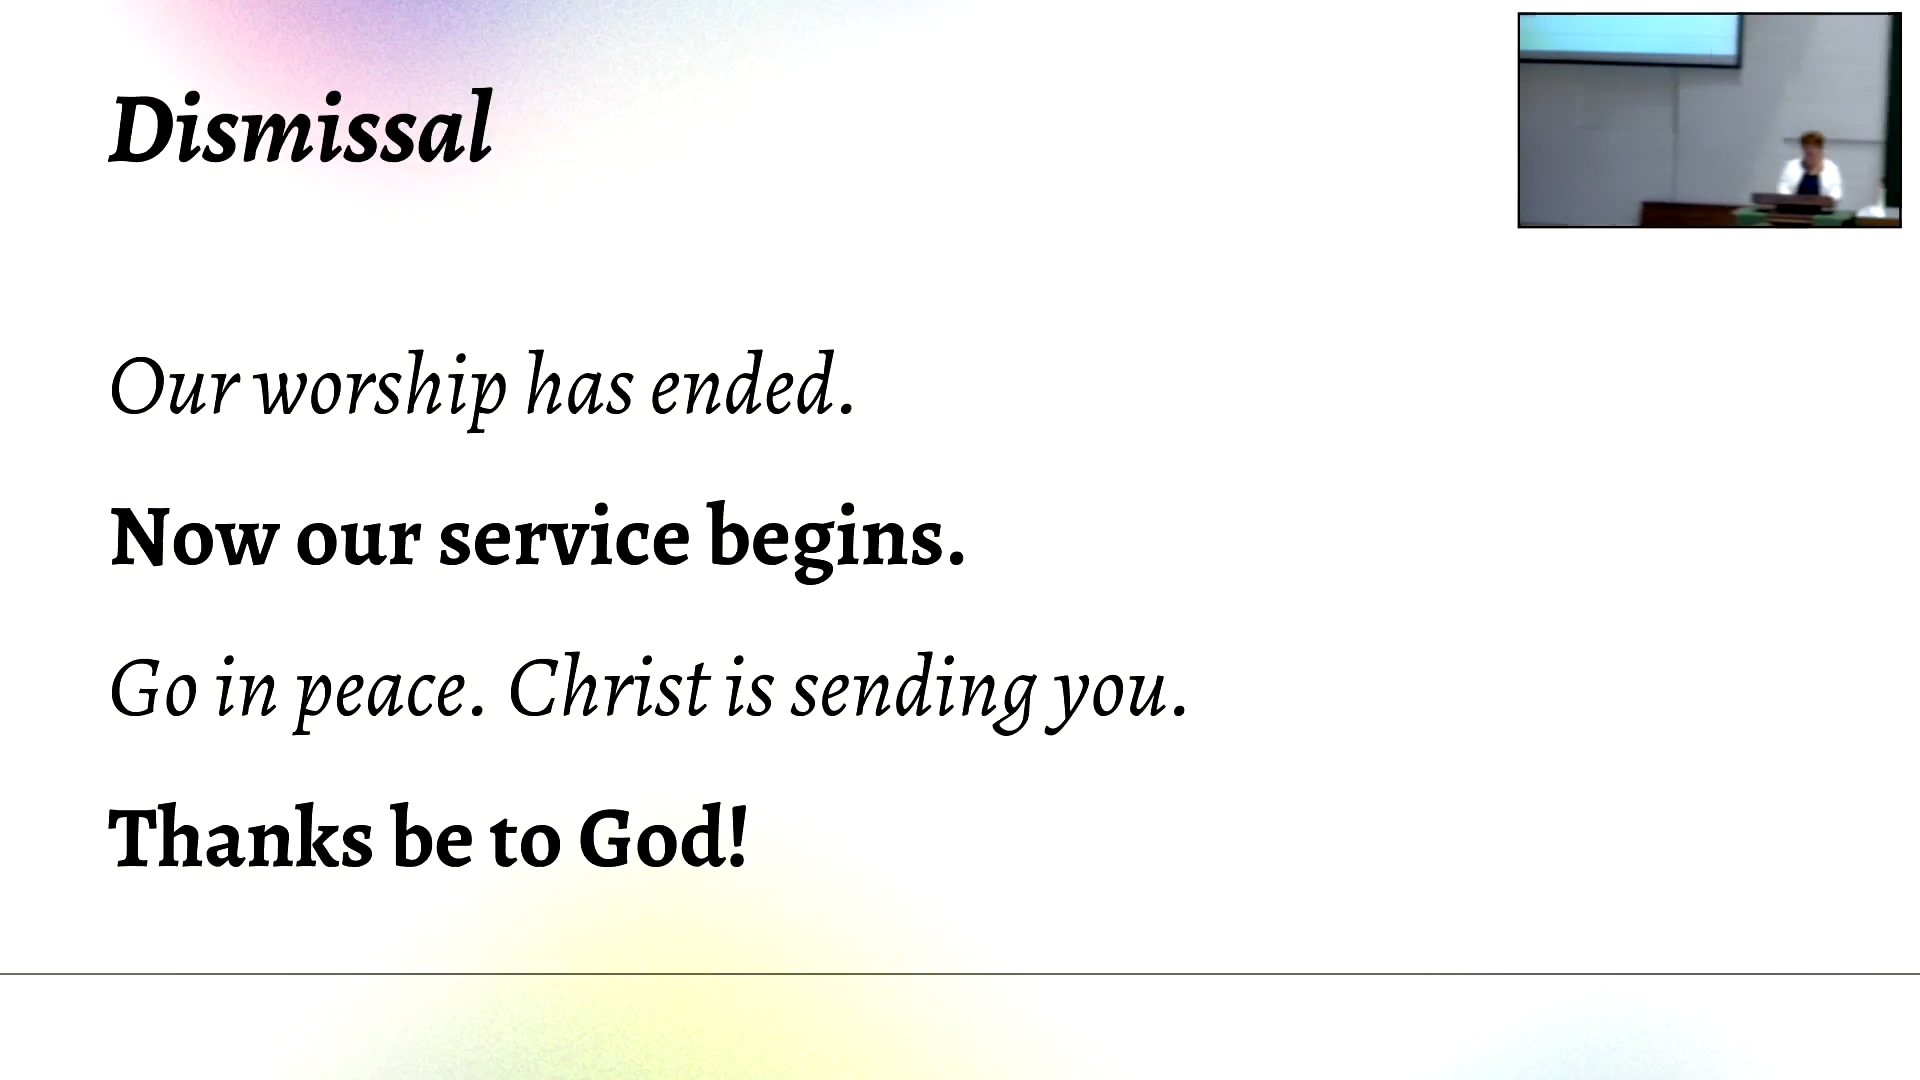 Dismissal
Our worship has ended.
Now our service begins.
Go in peace. Christ is sending you.
Thanks be to God!